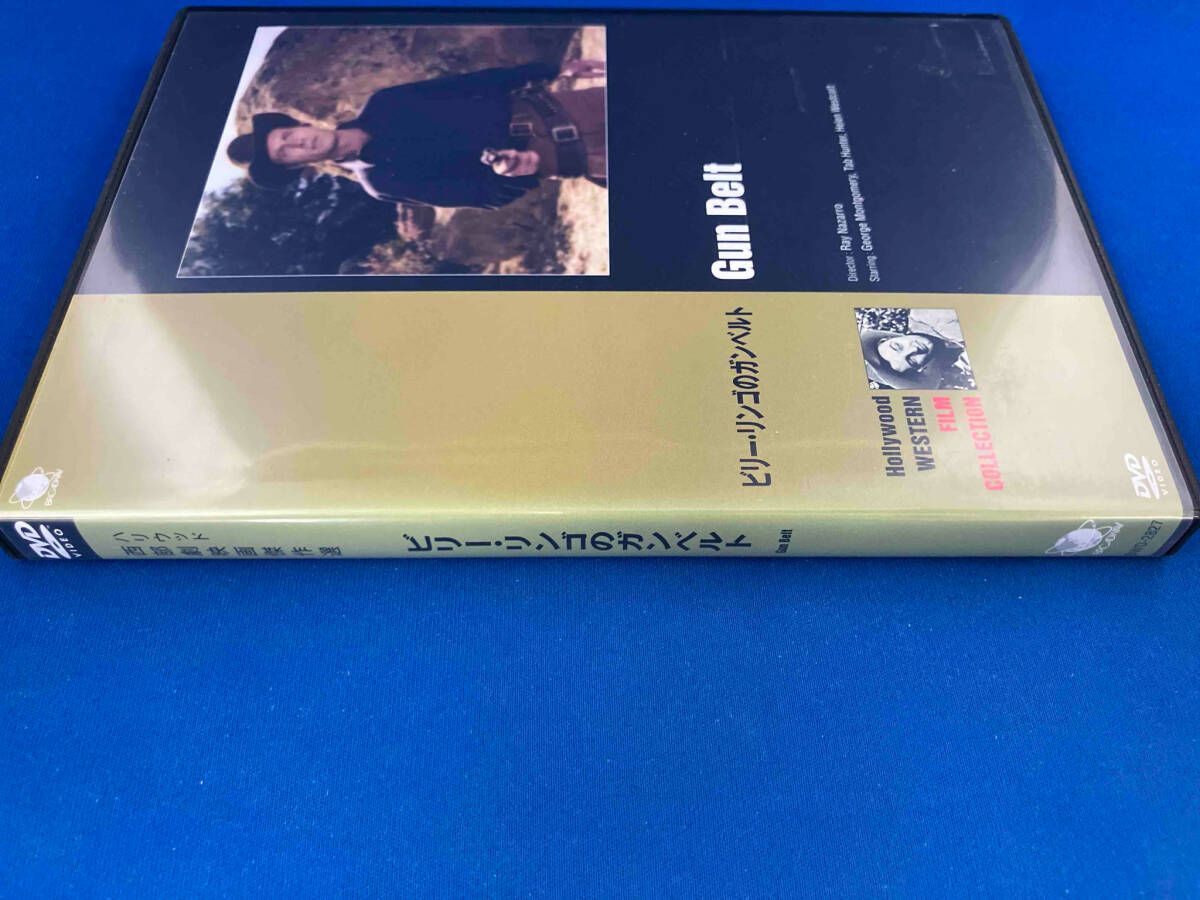 Gun Belt
Director : Ray Nazarro
Starring : George Montgomery, Tab Hunter, Helen Westcott
ビリー・リンゴのガンベルト
Hollywood
WESTERN
FILM
COLLECTION
DVD
VIDEO
DVD
VIDEO
ハリウッド
西部劇映画傑作選
ビリー・リンゴのガンベルト
Gun Belt